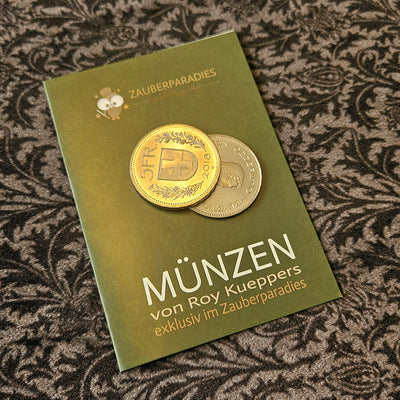 ZAUBERPARADIES
5 FR
2018
MÜNZEN
von Roy Kueppers
exklusiv im Zauberparadies